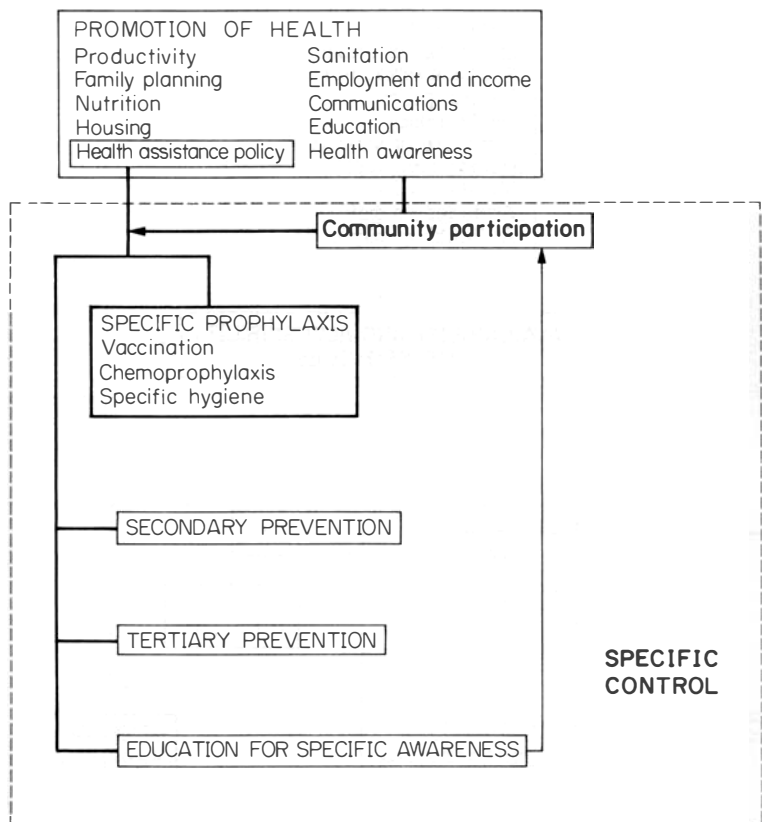 PROMOTION OF HEALTH
Productivity
Family planning
Nutrition
Housing
Health assistance policy
Sanitation
Employment and income
Communications
Education
Health awareness
Community participation
SPECIFIC PROPHYLAXIS
Vaccination
Chemoprophylaxis
Specific hygiene
SECONDARY PREVENTION
TERTIARY PREVENTION
SPECIFIC
CONTROL
EDUCATION FOR SPECIFIC AWARENESS